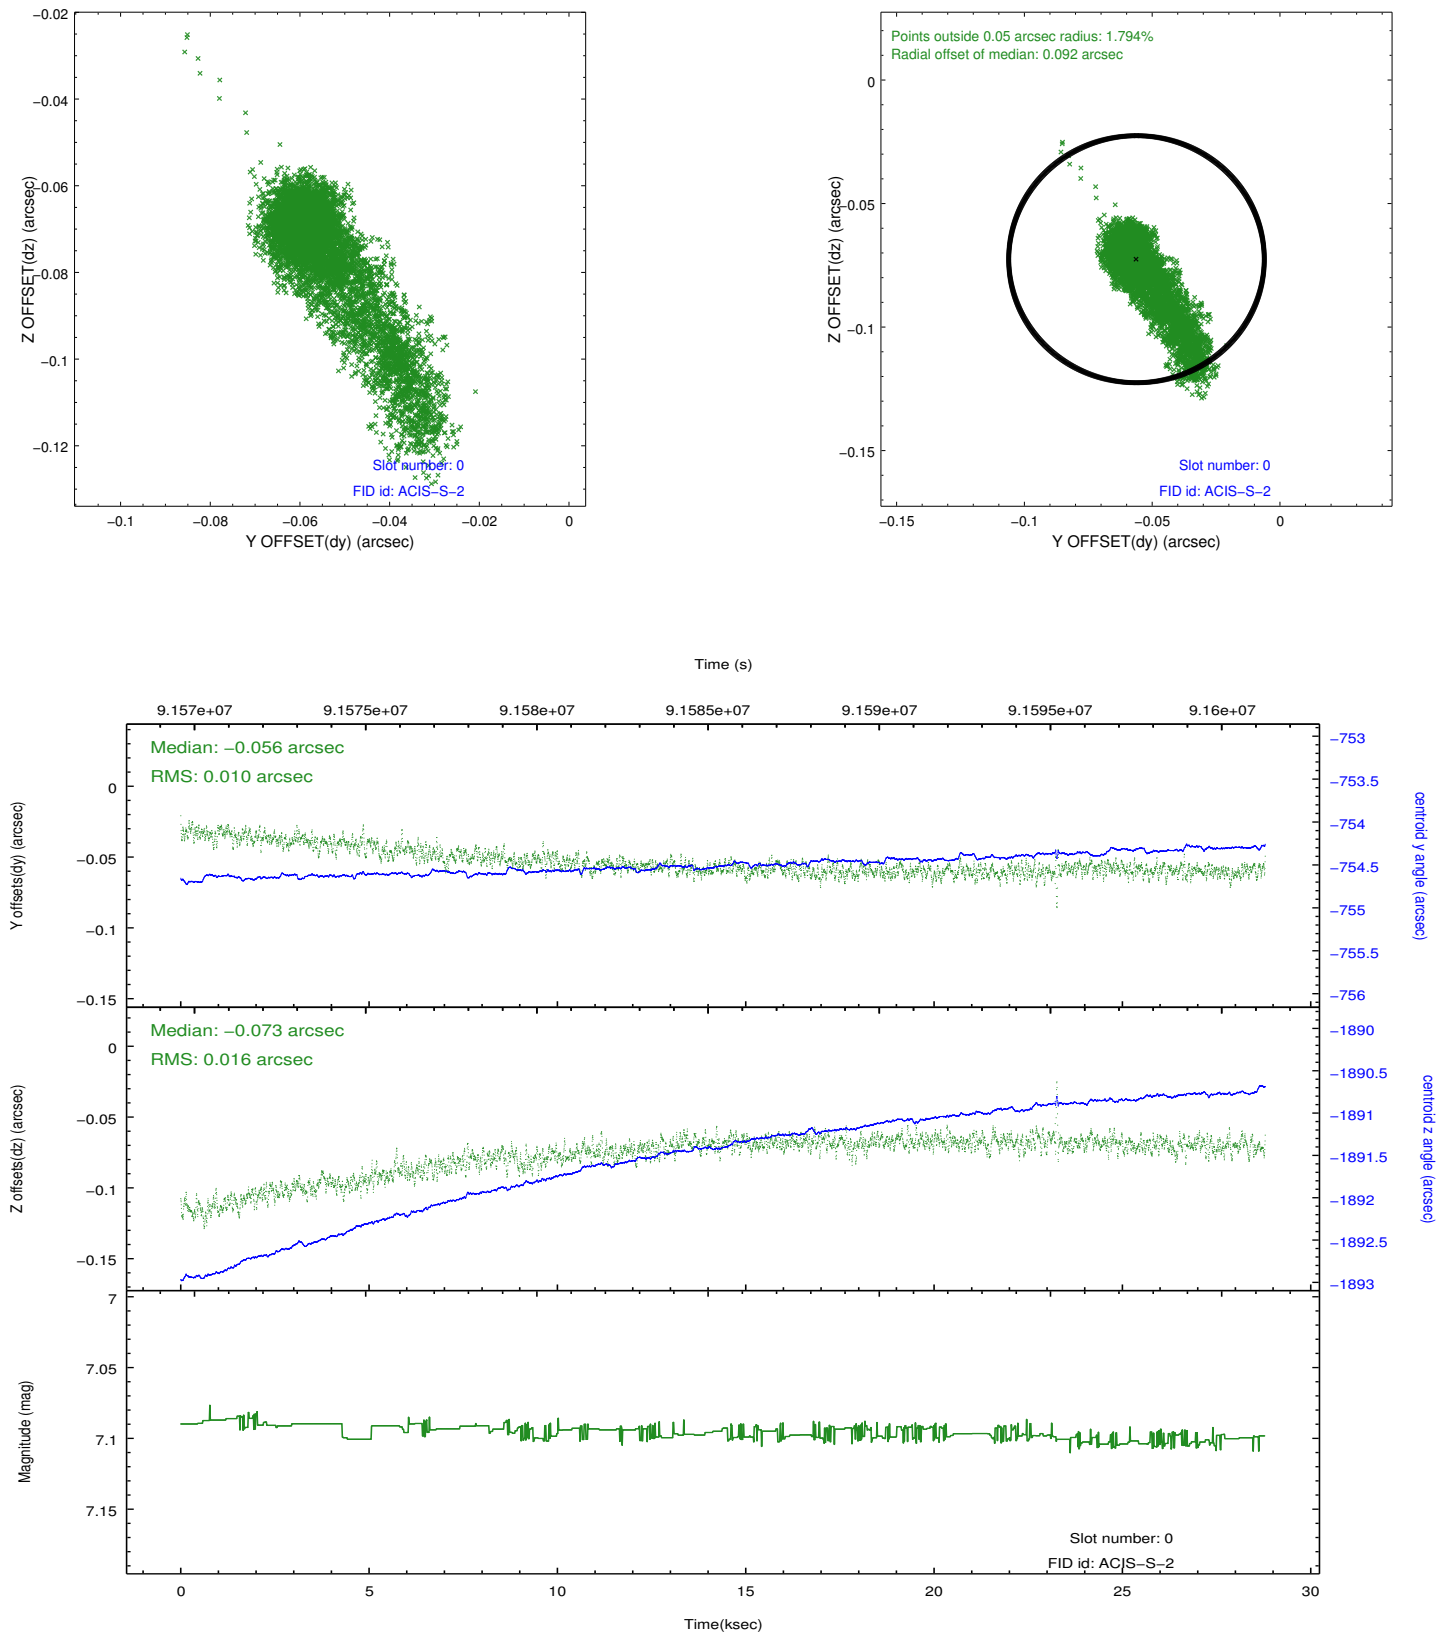 −0.02
−0.04
−0.06
−0.08
−0.1
−0.12
Z OFFSET(dz) (arcsec)
Slot number: 0
FID id: ACIS−S−2
−0.1
−0.08
−0.06
−0.04
−0.02
0
Y OFFSET(dy) (arcsec)
Points outside 0.05 arcsec radius: 1.794%
Radial offset of median: 0.092 arcsec
0
−0.05
−0.1
−0.15
Z OFFSET(dz) (arcsec)
Slot number: 0
FID id: ACIS−S−2
−0.15
−0.1
−0.05
0
Y OFFSET(dy) (arcsec)
Time (s)
9.157e+07
9.1575e+07
9.158e+07
9.1585e+07
9.159e+07
9.1595e+07
9.16e+07
Median: −0.056 arcsec
RMS: 0.010 arcsec
0
−0.05
−0.1
−0.15
Y offsets(dy) (arcsec)
−753
−753.5
−754
−754.5
−755
−755.5
−756
centroid y angle (arcsec)
Median: −0.073 arcsec
RMS: 0.016 arcsec
0
−0.05
−0.1
−0.15
Z offsets(dz) (arcsec)
−1890
−1890.5
−1891
−1891.5
−1892
−1892.5
−1893
centroid z angle (arcsec)
7
7.05
7.1
7.15
Magnitude (mag)
Slot number: 0
FID id: ACIS−S−2
0
5
10
15
20
25
30
Time(ksec)